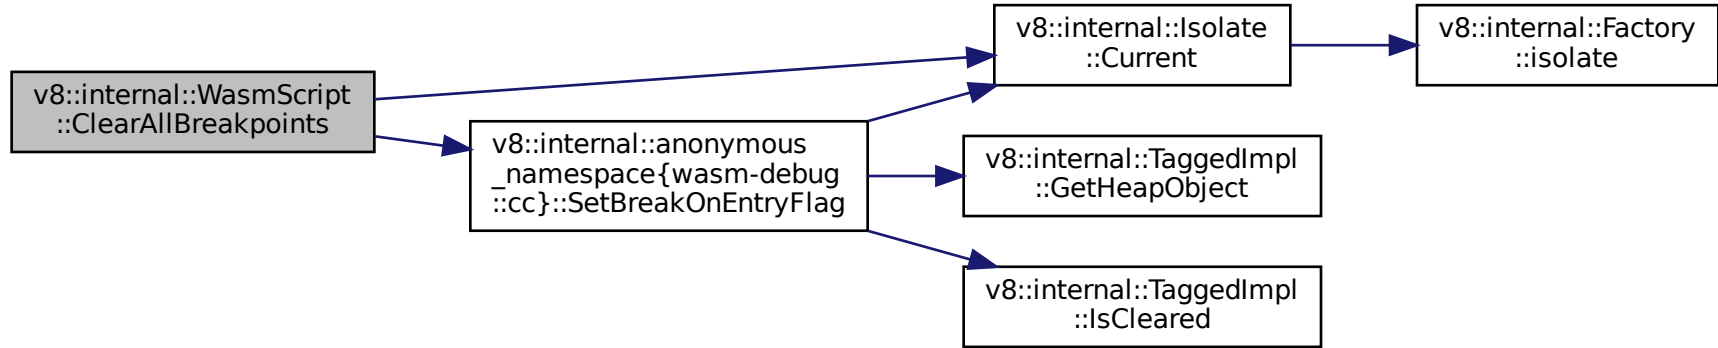 v8::internal::WasmScript
::ClearAllBreakpoints
v8::internal::anonymous
_namespace{wasm-debug
::cc}::SetBreakOnEntryFlag
v8::internal::Isolate
::Current
v8::internal::Factory
::isolate
v8::internal::TaggedImpl
::GetHeapObject
v8::internal::TaggedImpl
::IsCleared